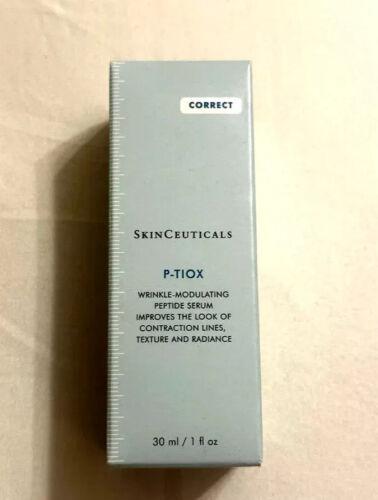 CORRECT
SKINCEUTICALS
P-TIOX
WRINKLE-MODULATING
PEPTIDE SERUM
IMPROVES THE LOOK OF
CONTRACTION LINES,
TEXTURE AND RADIANCE
30 ml / 1 fl oz